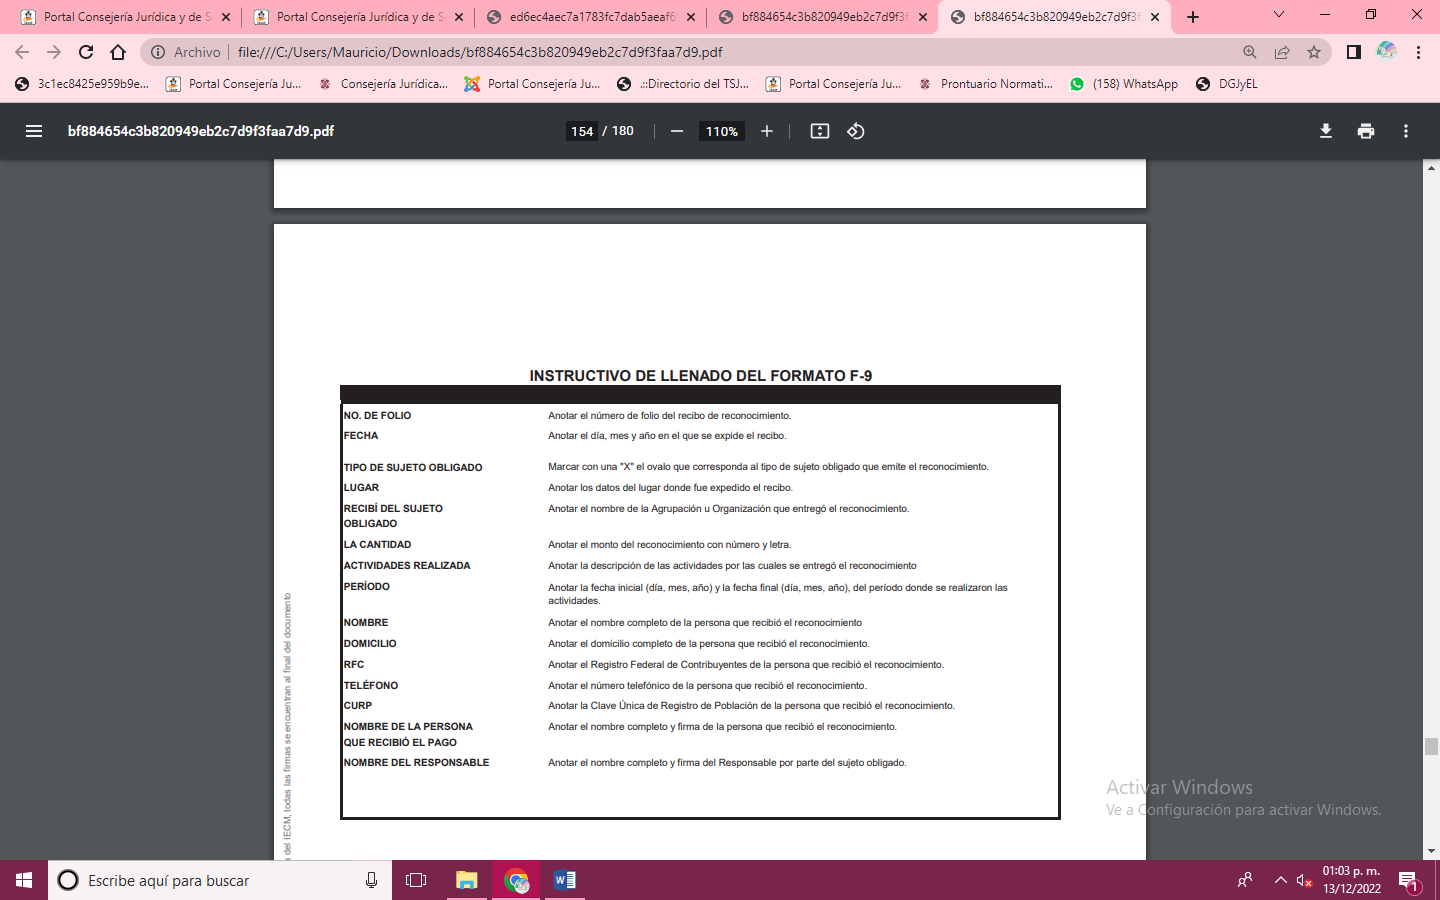 Portal Consejería Jurídica y de S
Portal Consejería Jurídica y de S
ed6ec4aec7a1783fc7dab5aeaf6
bf884654c3b820949eb2c7d9f3f
bf884654c3b820949eb2c7d9f3f
Archivo
file:///C:/Users/Mauricio/Downloads/bf884654c3b820949eb2c7d9f3faa7d9.pdf
3c1ec8425e959b9e...
Portal Consejería Ju...
Consejería Jurídica...
Portal Consejería Ju...
.::Directorio del TSJ...
Portal Consejería Ju...
Prontuario Normati...
(158) WhatsApp
DGJyEL
bf884654c3b820949eb2c7d9f3faa7d9.pdf
154 / 180
110%
INSTRUCTIVO DE LLENADO DEL FORMATO F-9
NO. DE FOLIO Anotar el número de folio del recibo de reconocimiento.
FECHA Anotar el día, mes y año en el que se expide el recibo.
TIPO DE SUJETO OBLIGADO Marcar con una "X" el ovalo que corresponda al tipo de sujeto obligado que emite el reconocimiento.
LUGAR Anotar los datos del lugar donde fue expedido el recibo.
RECIBÍ DEL SUJETO Anotar el nombre de la Agrupación u Organización que entregó el reconocimiento.
OBLIGADO
LA CANTIDAD Anotar el monto del reconocimiento con número y letra.
ACTIVIDADES REALIZADA Anotar la descripción de las actividades por las cuales se entregó el reconocimiento
PERÍODO Anotar la fecha inicial (día, mes, año) y la fecha final (día, mes, año), del período donde se realizaron las
actividades.
NOMBRE Anotar el nombre completo de la persona que recibió el reconocimiento
DOMICILIO Anotar el domicilio completo de la persona que recibió el reconocimiento.
RFC Anotar el Registro Federal de Contribuyentes de la persona que recibió el reconocimiento.
TELÉFONO Anotar el número telefónico de la persona que recibió el reconocimiento.
CURP Anotar la Clave Única de Registro de Población de la persona que recibió el reconocimiento.
NOMBRE DE LA PERSONA Anotar el nombre completo y firma de la persona que recibió el reconocimiento.
QUE RECIBIÓ EL PAGO
NOMBRE DEL RESPONSABLE Anotar el nombre completo y firma del Responsable por parte del sujeto obligado.
a del IECM, todas las firmas se encuentran al final del documento
Activar Windows
Ve a Configuración para activar Windows.
Escribe aquí para buscar
01:03 p. m.
13/12/2022
1